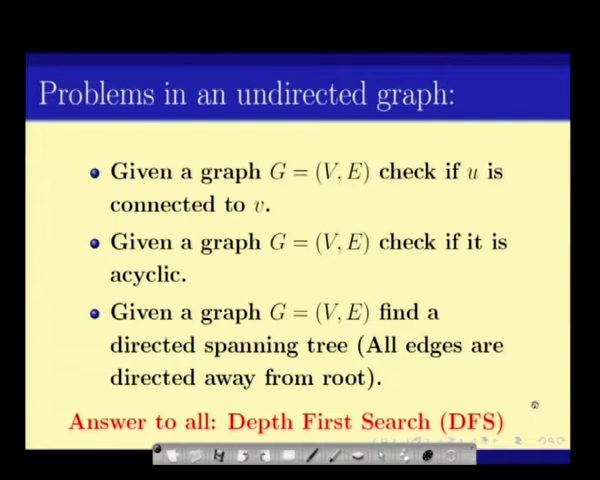 Problems in an undirected graph:
Given a graph G = (V, E) check if u is
connected to v.
Given a graph G = (V, E) check if it is
acyclic.
Given a graph G = (V, E) find a
directed spanning tree (All edges are
directed away from root).
Answer to all: Depth First Search (DFS)